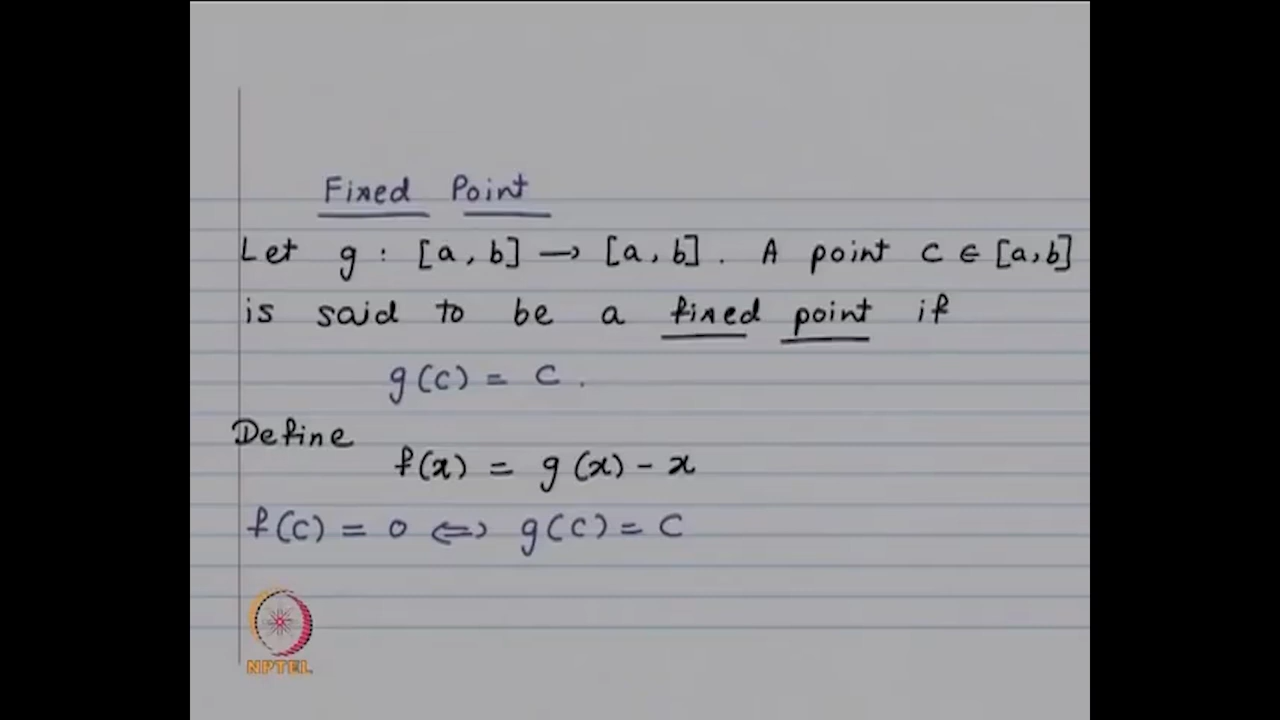 Fixed Point
Let g : [a, b] → [a, b]. A point c ∈ [a, b]
is said to be a fixed point if
g(c) = c.
Define
f(x) = g(x) - x
f(c) = 0 ⇔ g(c) = c
NPTEL